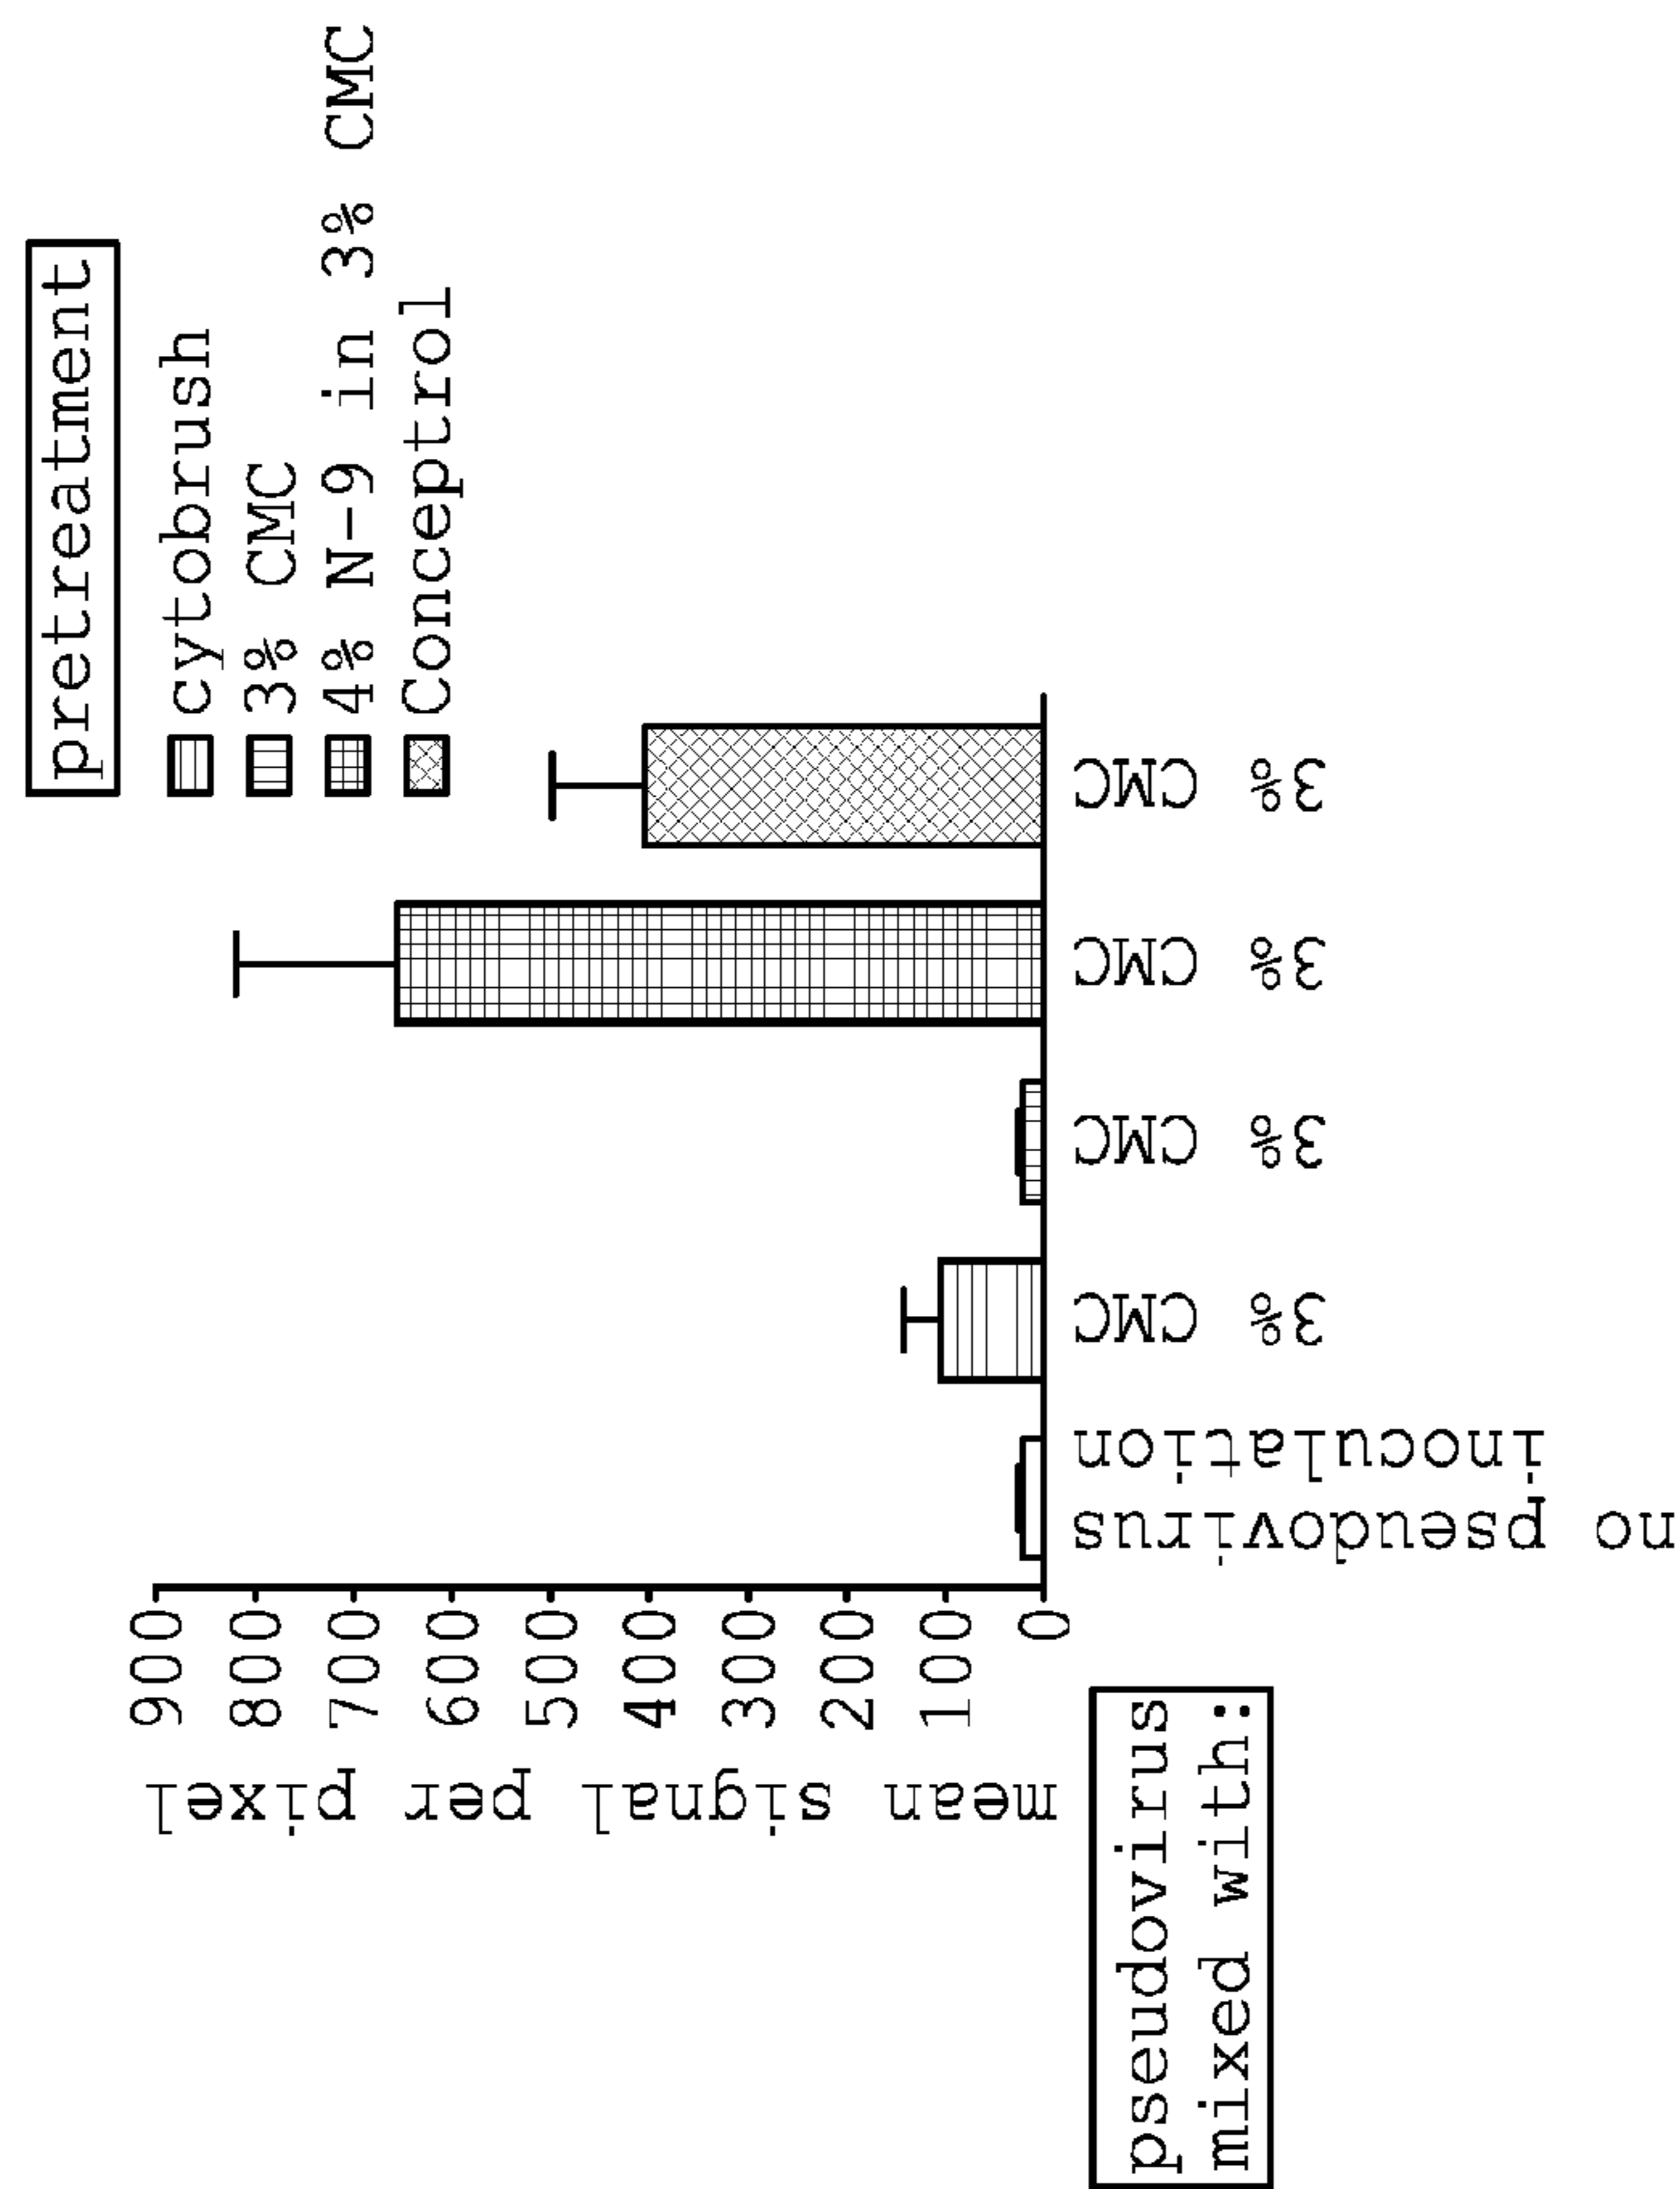 pretreatment
cytobrush
3% CMC
4% N-9 in 3% CMC
Conceptrol
mean signal per pixel
900
800
700
600
500
400
300
200
100
0
no pseudovirus
inoculation
3% CMC
3% CMC
3% CMC
3% CMC
pseudovirus
mixed with: